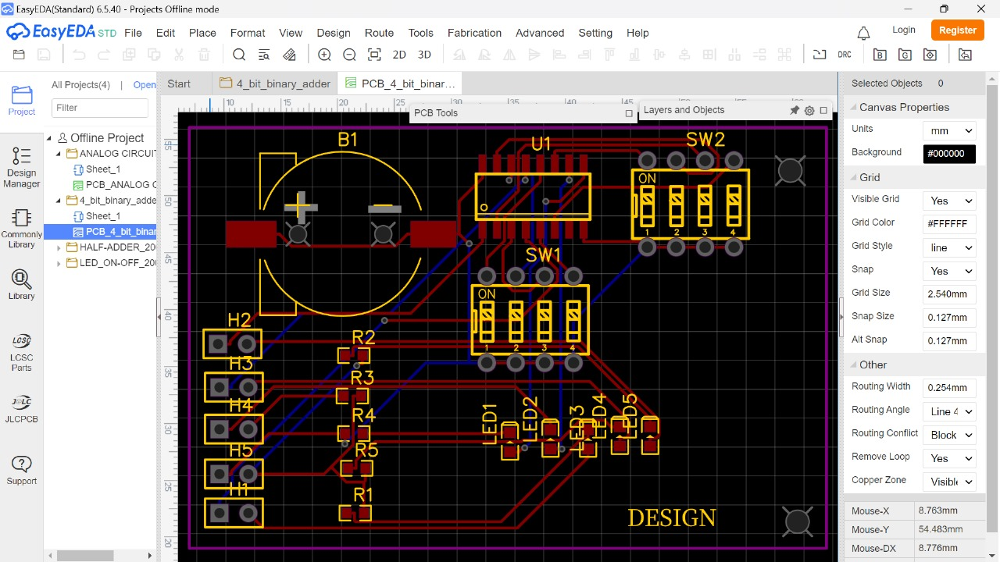 EasyEDA(Standard) 6.5.40 - Projects Offline mode
EasyEDA STD File Edit Place Format View Design Route Tools Fabrication Advanced Setting Help Login Register
2D 3D DRC
All Projects(4) | Open
Filter
Project
Design Manager
Commonly Library
Library
LCSC
LCSC Parts
JLCPCB
Support
Offline Project
ANALOG CIRCUIT
Sheet_1
PCB_ANALOG C
4_bit_binary_adde
Sheet_1
PCB_4_bit_binar
HALF-ADDER_20
LED_ON-OFF_20
Start 4_bit_binary_adder PCB_4_bit_binar...
10 15 20 25 30 35 40 45
PCB Tools
Layers and Objects
55
50
45
40
35
30
25
20
B1
U1
SW2
ON
1 2 3 4
SW1
ON
1 2 3 4
H2
H3
H4
H5
H1
R2
R3
R4
R5
R1
LED1
LED2
LED3
LED4
LED5
DESIGN
Selected Objects 0
Canvas Properties
Units mm
Background #000000
Grid
Visible Grid Yes
Grid Color #FFFFFF
Grid Style line
Snap Yes
Grid Size 2.540mm
Snap Size 0.127mm
Alt Snap 0.127mm
Other
Routing Width 0.254mm
Routing Angle Line 4
Routing Conflict Block
Remove Loop Yes
Copper Zone Visible
Mouse-X 8.763mm
Mouse-Y 54.483mm
Mouse-DX 8.776mm